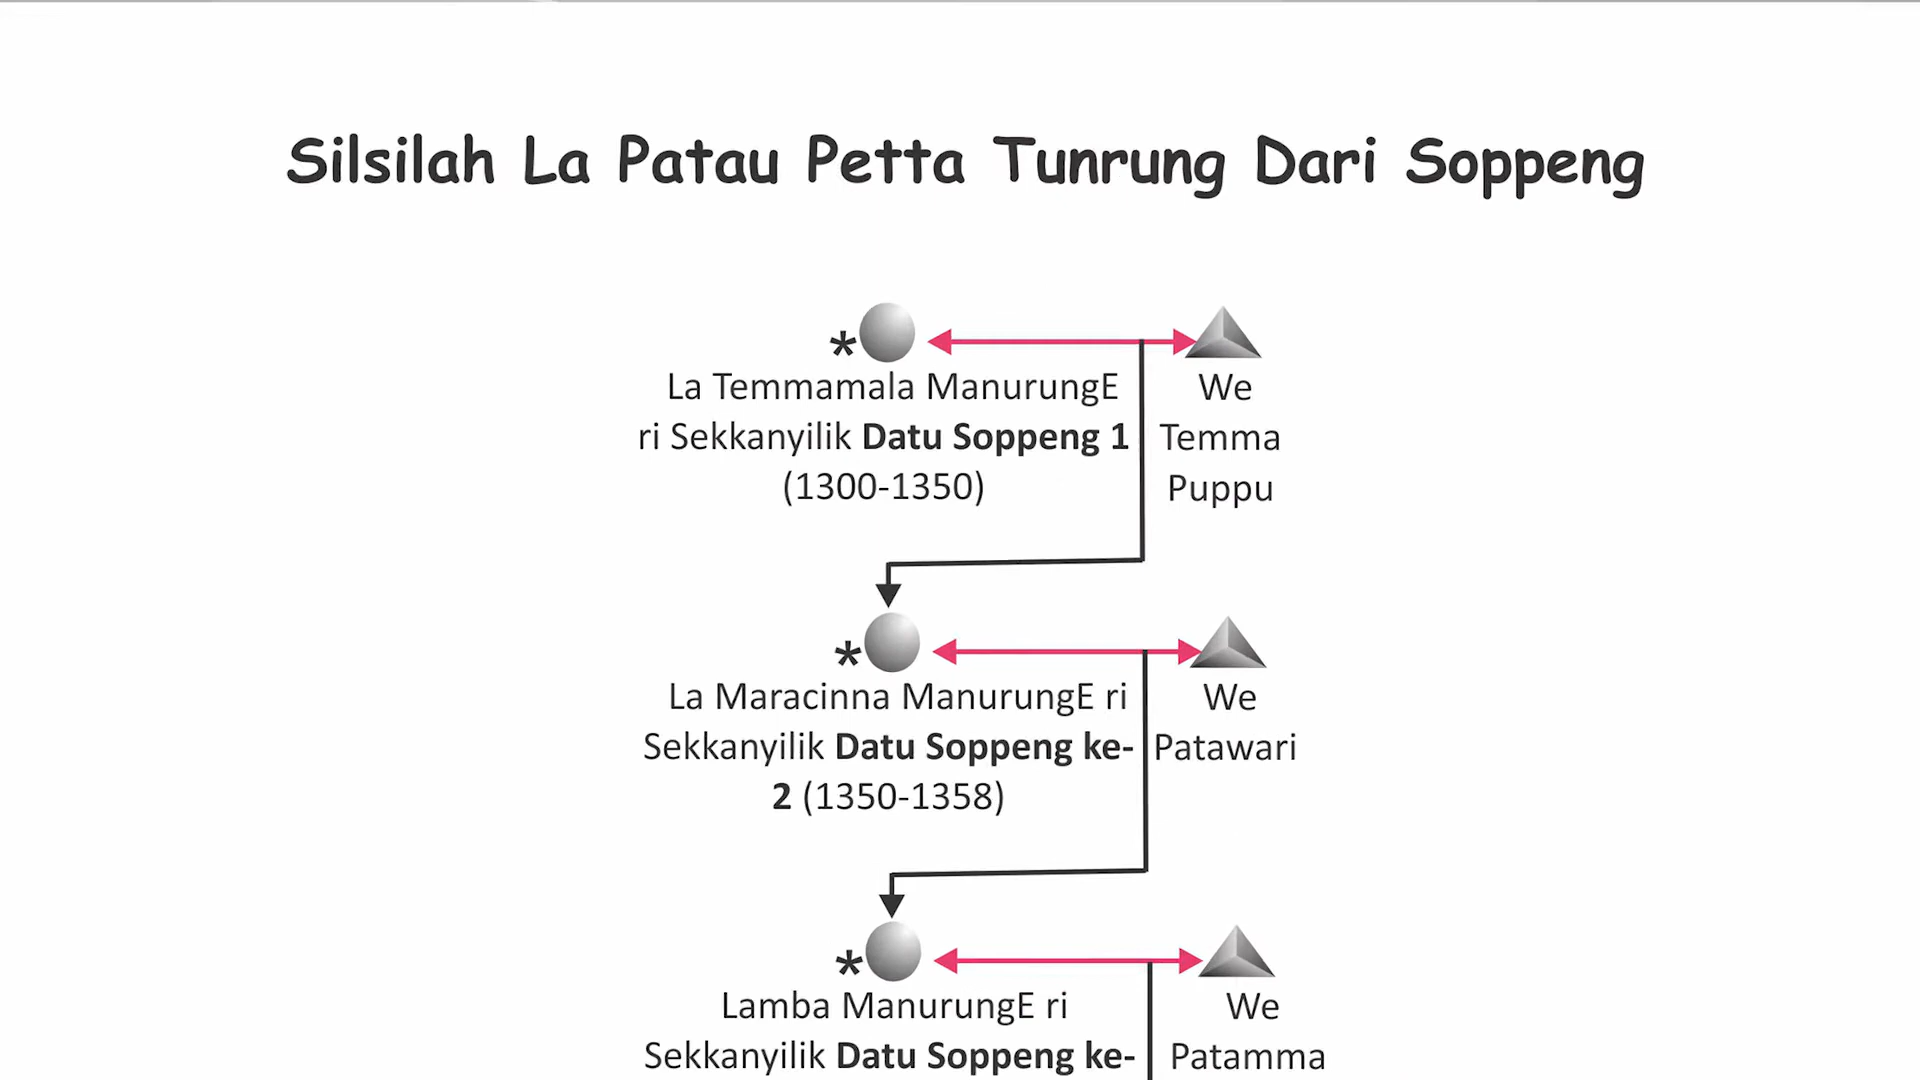 Silsilah La Patau Petta Tunrung Dari Soppeng
*
La Temmamala ManurungE
ri Sekkanyilik Datu Soppeng 1
(1300-1350)
We
Temma
Puppu
*
La Maracinna ManurungE ri
Sekkanyilik Datu Soppeng ke-
2 (1350-1358)
We
Patawari
*
Lamba ManurungE ri
Sekkanyilik Datu Soppeng ke-
We
Patamma